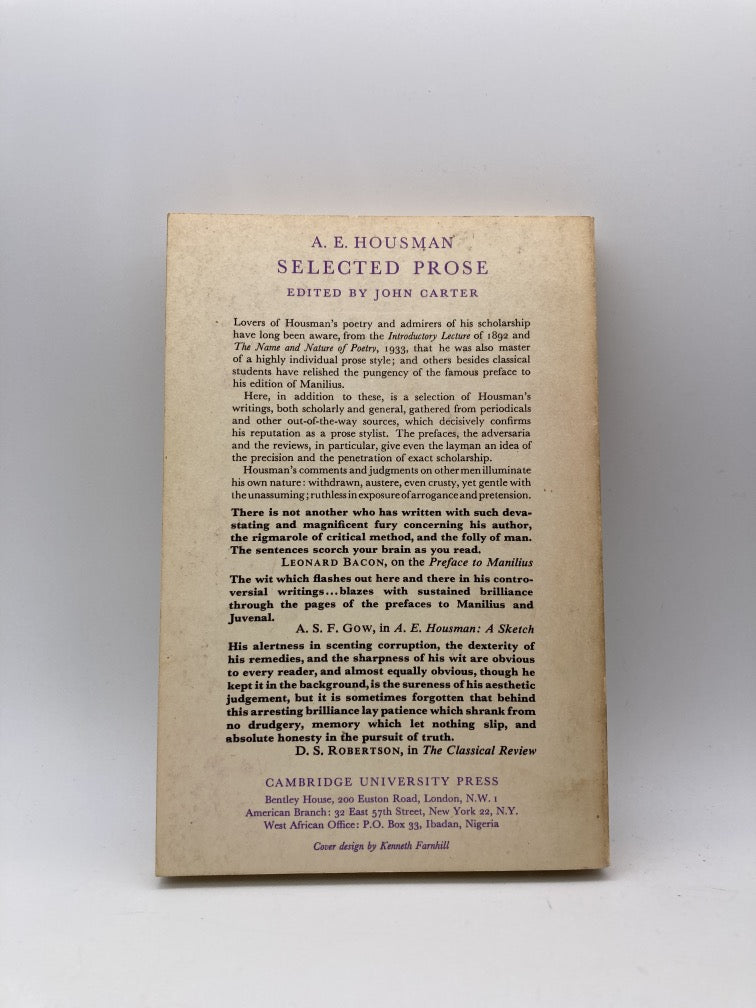 A. E. HOUSMAN
SELECTED PROSE
EDITED BY JOHN CARTER
Lovers of Housman's poetry and admirers of his scholarship
have long been aware, from the Introductory Lecture of 1892 and
The Name and Nature of Poetry, 1933, that he was also master
of a highly individual prose style; and others besides classical
students have relished the pungency of the famous preface to
his edition of Manilius.
Here, in addition to these, is a selection of Housman's
writings, both scholarly and general, gathered from periodicals
and other out-of-the-way sources, which decisively confirms
his reputation as a prose stylist. The prefaces, the adversaria
and the reviews, in particular, give even the layman an idea of
the precision and the penetration of exact scholarship.
Housman's comments and judgments on other men illuminate
his own nature: withdrawn, austere, even crusty, yet gentle with
the unassuming; ruthless in exposure of arrogance and pretension.
There is not another who has written with such deva-
stating and magnificent fury concerning his author,
the rigmarole of critical method, and the folly of man.
The sentences scorch your brain as you read.
LEONARD BACON, on the Preface to Manilius
The wit which flashes out here and there in his contro-
versial writings...blazes with sustained brilliance
through the pages of the prefaces to Manilius and
Juvenal.
A. S. F. GOW, in A. E. Housman: A Sketch
His alertness in scenting corruption, the dexterity of
his remedies, and the sharpness of his wit are obvious
to every reader, and almost equally obvious, though he
kept it in the background, is the sureness of his aesthetic
judgement, but it is sometimes forgotten that behind
this arresting brilliance lay patience which shrank from
no drudgery, memory which let nothing slip, and
absolute honesty in the pursuit of truth.
D. S. ROBERTSON, in The Classical Review
CAMBRIDGE UNIVERSITY PRESS
Bentley House, 200 Euston Road, London, N.W. 1
American Branch: 32 East 57th Street, New York 22, N.Y.
West African Office: P.O. Box 33, Ibadan, Nigeria
Cover design by Kenneth Farnhill